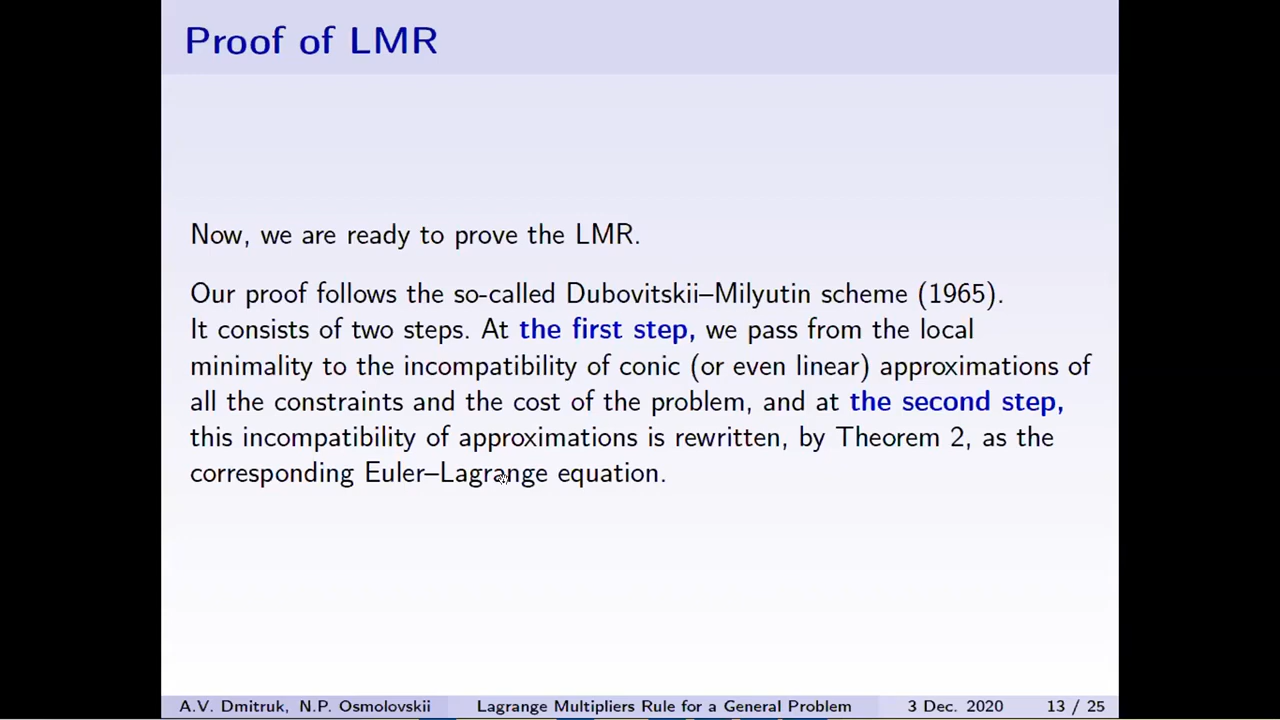 Proof of LMR
Now, we are ready to prove the LMR.
Our proof follows the so-called Dubovitskii–Milyutin scheme (1965).
It consists of two steps. At the first step, we pass from the local
minimality to the incompatibility of conic (or even linear) approximations of
all the constraints and the cost of the problem, and at the second step,
this incompatibility of approximations is rewritten, by Theorem 2, as the
corresponding Euler–Lagrange equation.
A.V. Dmitruk, N.P. Osmolovskii Lagrange Multipliers Rule for a General Problem 3 Dec. 2020 13 / 25